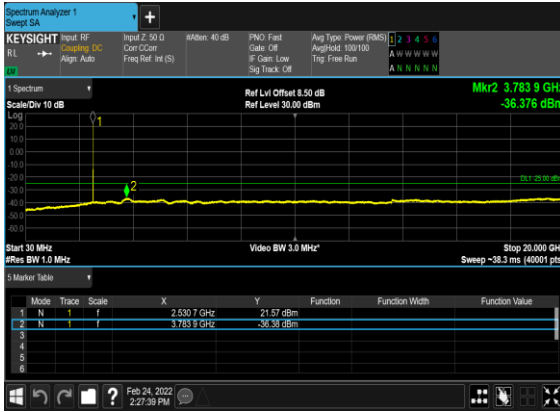 Spectrum Analyzer 1
Swept SA
+
KEYSIGHT Input: RF Input Z: 50 Ω #Atten: 40 dB PNO: Fast Avg Type: Power (RMS) 1 2 3 4 5 6
RL Coupling: DC Corr CCorr Gate: Off Avg|Hold: 100/100 A W W W W W
Align: Auto Freq Ref: Int (S) IF Gain: Low Trig: Free Run
Sig Track: Off A N N N N N
1 Spectrum Ref Lvl Offset 8.50 dB Mkr2 3.783 9 GHz
Scale/Div 10 dB Ref Level 30.00 dBm -36.376 dBm
Log
20.0
10.0
0.00
-10.0
-20.0
-30.0
-40.0
-50.0
-60.0
1
2
DL1 -25.00 dBm
Start 30 MHz Video BW 3.0 MHz* Stop 20.000 GHz
#Res BW 1.0 MHz Sweep ~38.3 ms (40001 pts)
5 Marker Table
Mode Trace Scale X Y Function Function Width Function Value
1 N 1 f 2.530 7 GHz 21.57 dBm
2 N 1 f 3.783 9 GHz -36.38 dBm
3
4
5
6
? Feb 24, 2022
2:27:39 PM